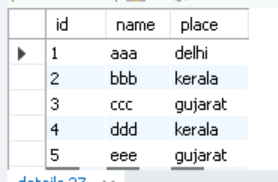 id name place
1 aaa delhi
2 bbb kerala
3 ccc gujarat
4 ddd kerala
5 eee gujarat